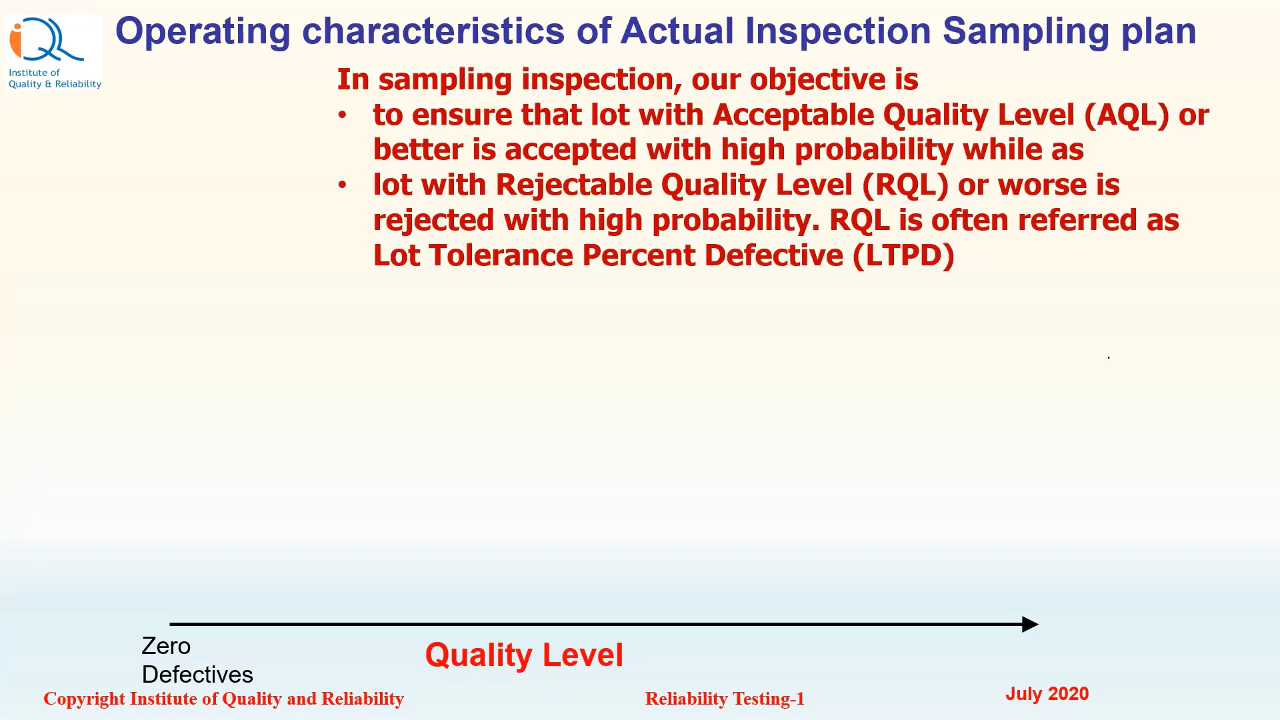 iQR
Institute of
Quality & Reliability
Operating characteristics of Actual Inspection Sampling plan
In sampling inspection, our objective is
• to ensure that lot with Acceptable Quality Level (AQL) or
better is accepted with high probability while as
• lot with Rejectable Quality Level (RQL) or worse is
rejected with high probability. RQL is often referred as
Lot Tolerance Percent Defective (LTPD)
Zero
Defectives
Quality Level
Copyright Institute of Quality and Reliability
Reliability Testing-1
July 2020